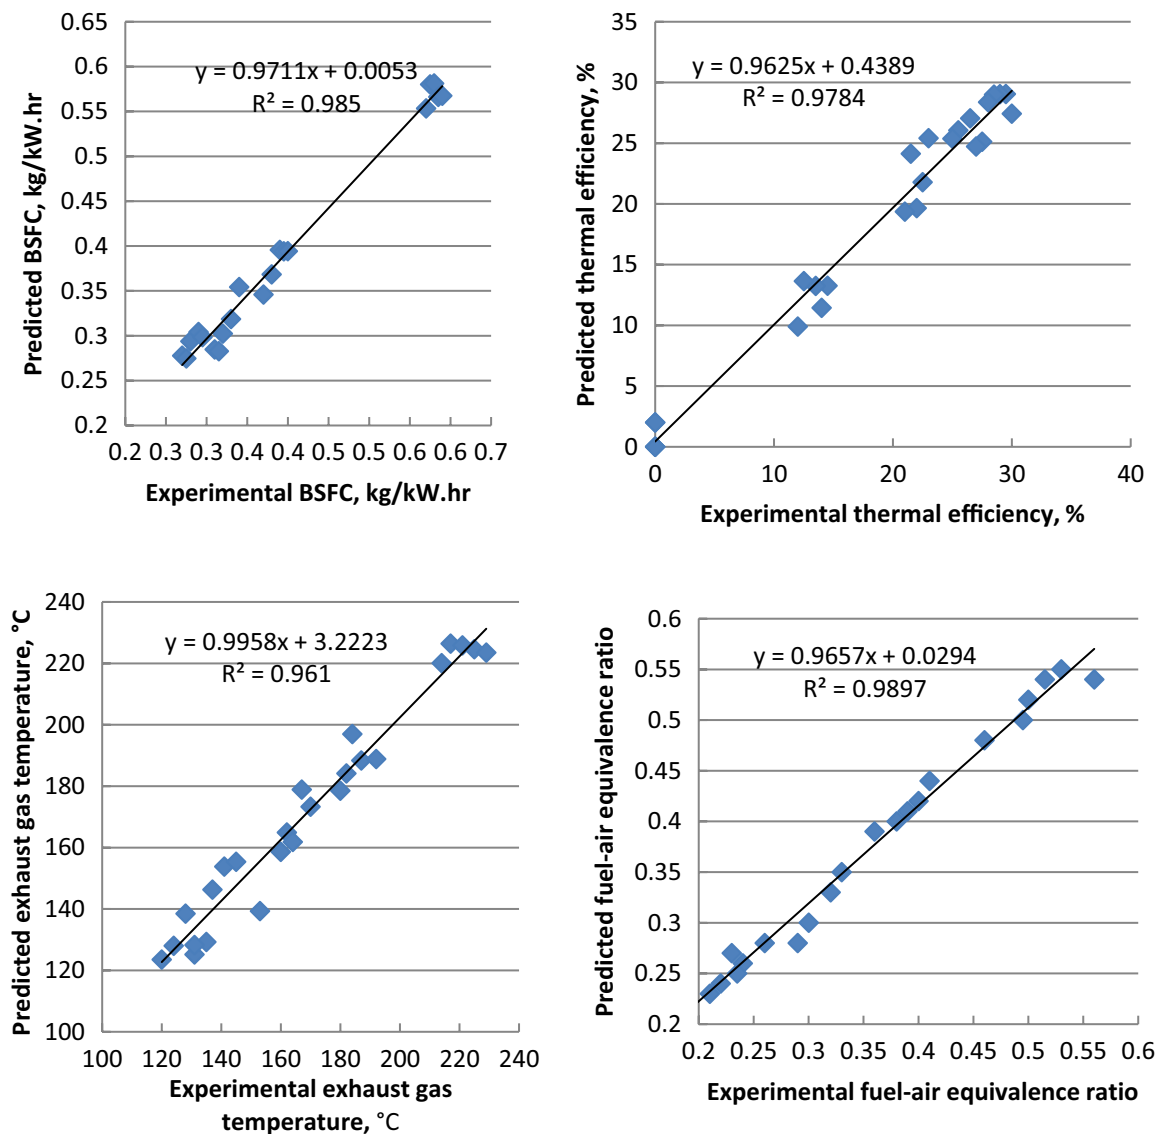 0.65
0.6
0.55
0.5
0.45
0.4
0.35
0.3
0.25
0.2
Predicted BSFC, kg/kW.hr
y = 0.9711x + 0.0053
R² = 0.985
0.2 0.3 0.3 0.4 0.4 0.5 0.5 0.6 0.6 0.7
Experimental BSFC, kg/kW.hr
35
30
25
20
15
10
5
0
Predicted thermal efficiency, %
y = 0.9625x + 0.4389
R² = 0.9784
0 10 20 30 40
Experimental thermal efficiency, %
240
220
200
180
160
140
120
100
Predicted exhaust gas temperature, °C
y = 0.9958x + 3.2223
R² = 0.961
100 120 140 160 180 200 220 240
Experimental exhaust gas
temperature, °C
0.6
0.55
0.5
0.45
0.4
0.35
0.3
0.25
0.2
Predicted fuel-air equivalence ratio
y = 0.9657x + 0.0294
R² = 0.9897
0.2 0.25 0.3 0.35 0.4 0.45 0.5 0.55 0.6
Experimental fuel-air equivalence ratio